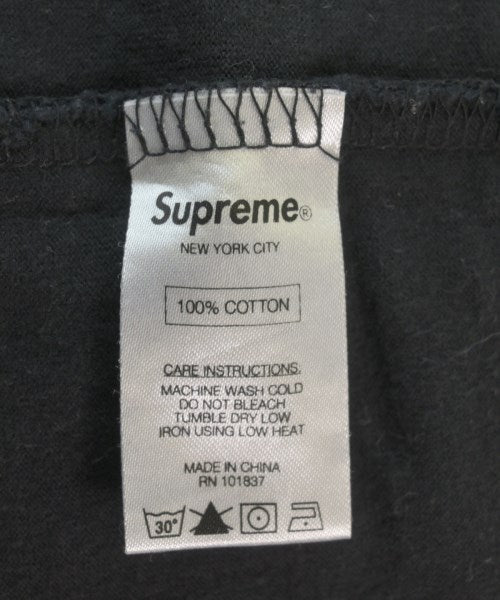 Supreme®
NEW YORK CITY
100% COTTON
CARE INSTRUCTIONS.
MACHINE WASH COLD
DO NOT BLEACH
TUMBLE DRY LOW
IRON USING LOW HEAT
MADE IN CHINA
RN 101837
30°